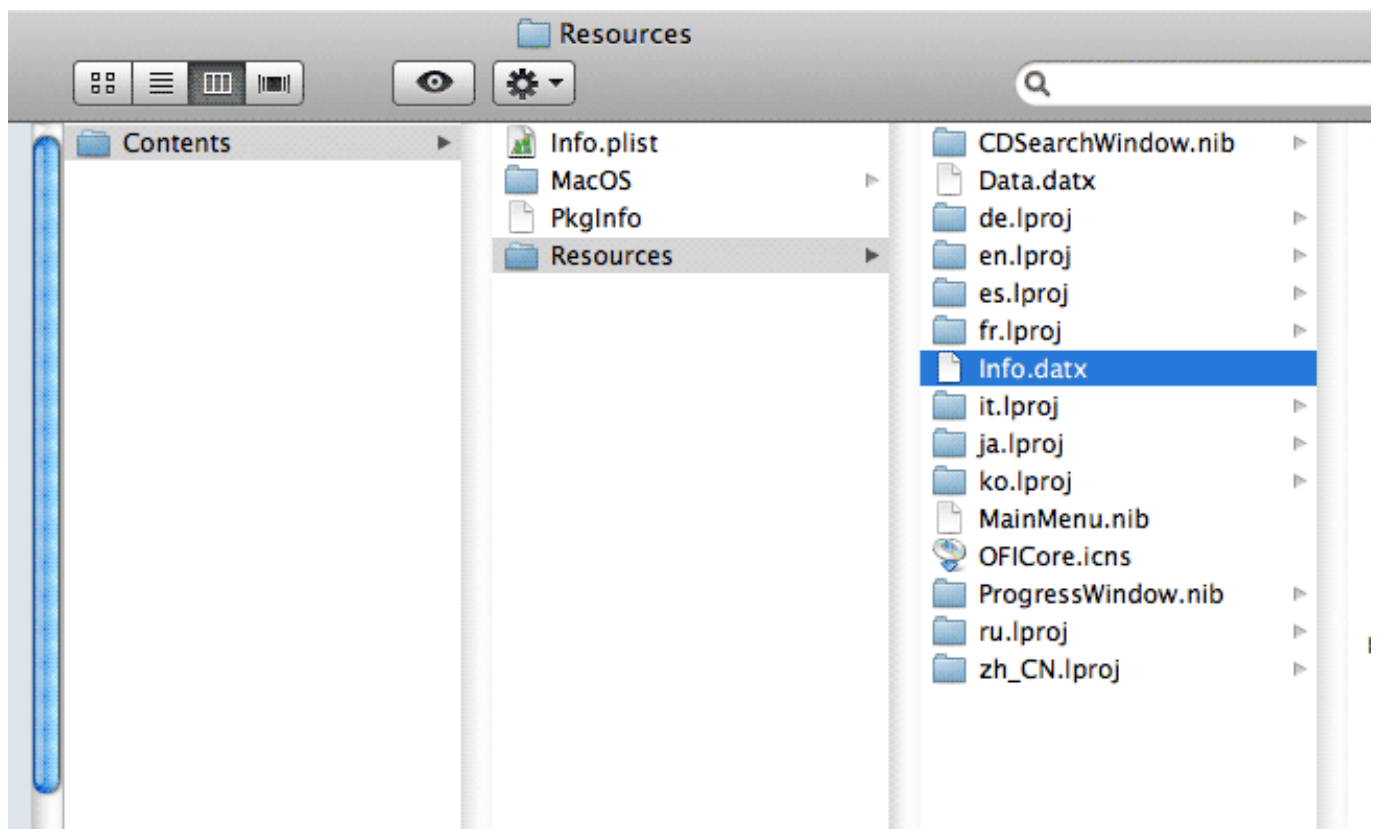 Resources
Contents
Info.plist
MacOS
PkgInfo
Resources
CDSearchWindow.nib
Data.datx
de.lproj
en.lproj
es.lproj
fr.lproj
Info.datx
it.lproj
ja.lproj
ko.lproj
MainMenu.nib
OFICore.icns
ProgressWindow.nib
ru.lproj
zh_CN.lproj